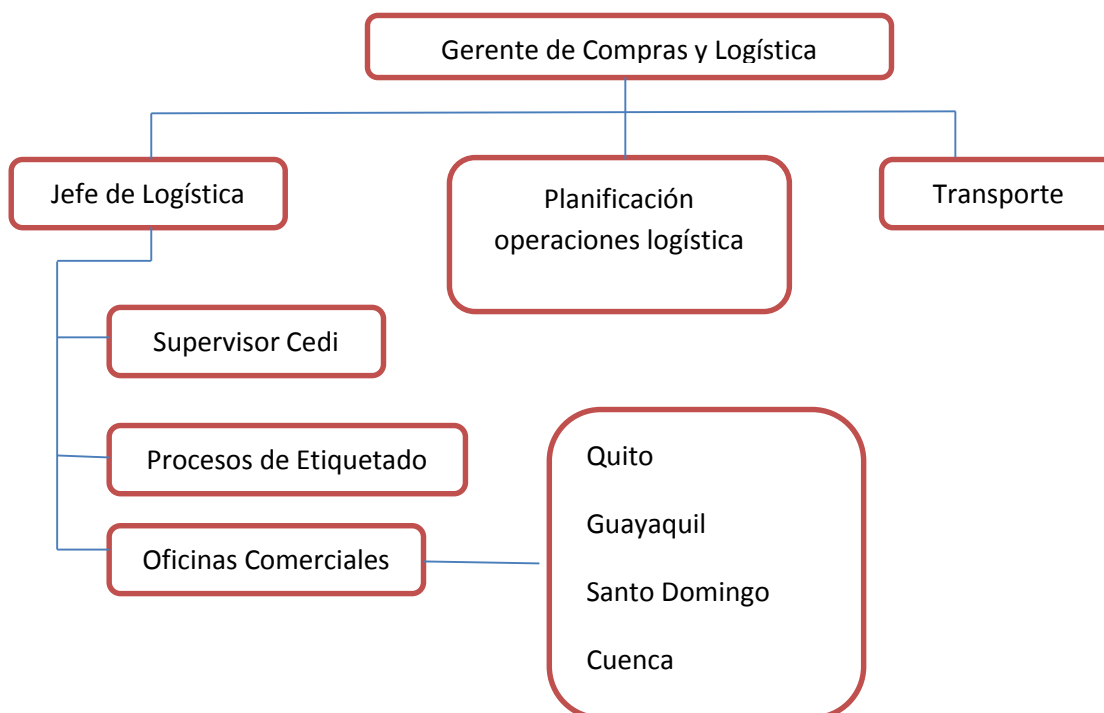 Gerente de Compras y Logística
Jefe de Logística
Planificación
operaciones logística
Transporte
Supervisor Cedi
Procesos de Etiquetado
Oficinas Comerciales
Quito
Guayaquil
Santo Domingo
Cuenca